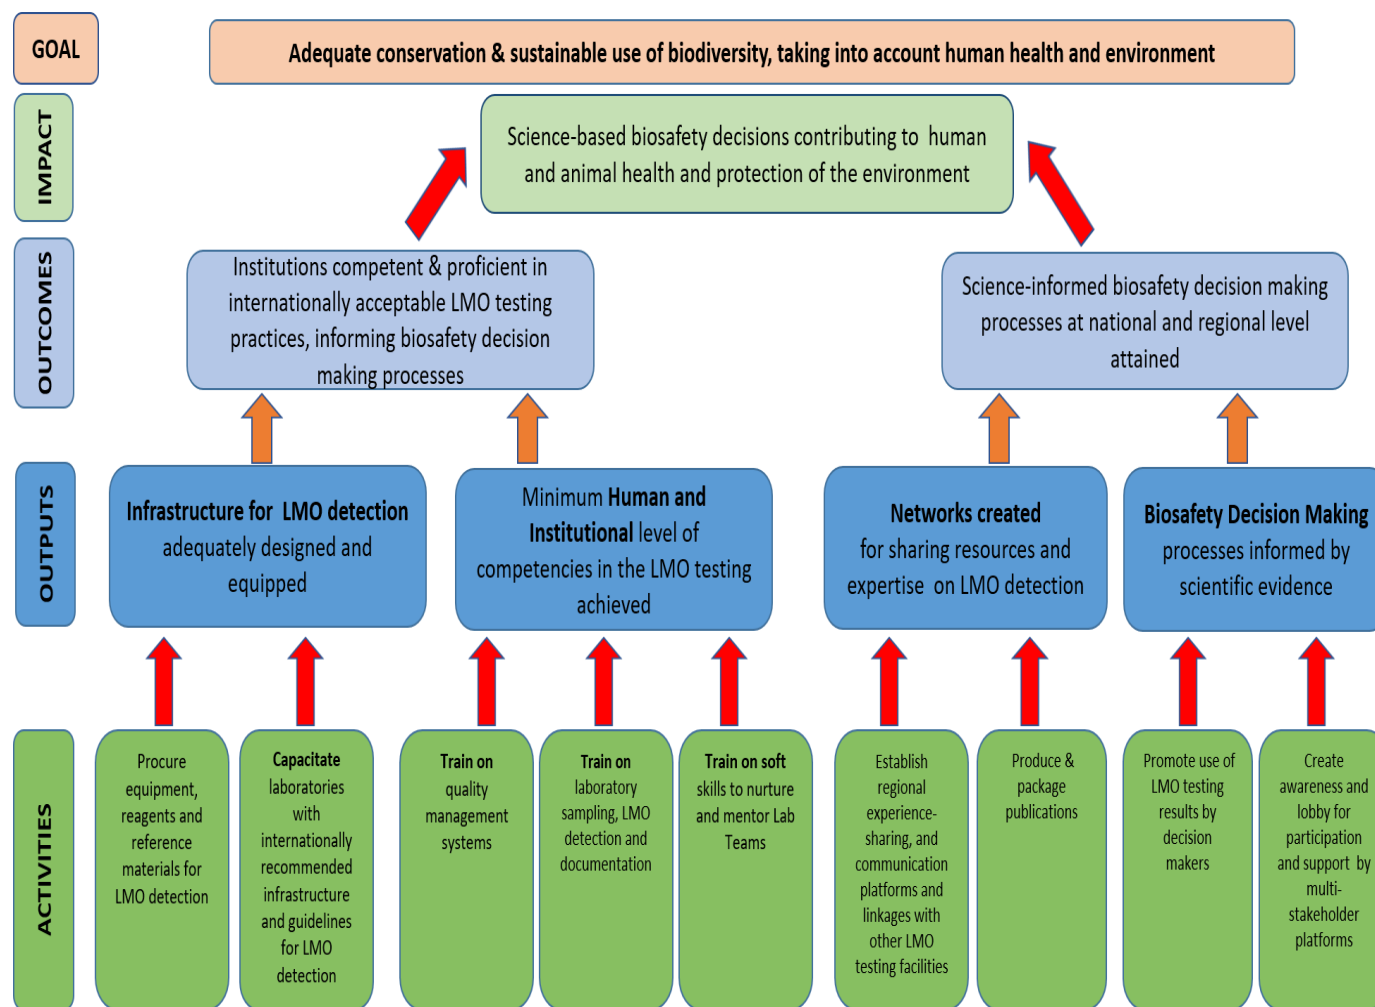 GOAL
Adequate conservation & sustainable use of biodiversity, taking into account human health and environment
IMPACT
Science-based biosafety decisions contributing to human
and animal health and protection of the environment
OUTCOMES
Institutions competent & proficient in
internationally acceptable LMO testing
practices, informing biosafety decision
making processes
Science-informed biosafety decision making
processes at national and regional level
attained
OUTPUTS
Infrastructure for LMO detection
adequately designed and
equipped
Minimum Human and
Institutional level of
competencies in the LMO testing
achieved
Networks created
for sharing resources and
expertise on LMO detection
Biosafety Decision Making
processes informed by
scientific evidence
ACTIVITIES
Procure
equipment,
reagents and
reference
materials for
LMO detection
Capacitate
laboratories
with
internationally
recommended
infrastructure
and guidelines
for LMO
detection
Train on
quality
management
systems
Train on
laboratory
sampling, LMO
detection and
documentation
Train on soft
skills to nurture
and mentor Lab
Teams
Establish
regional
experience-
sharing, and
communication
platforms and
linkages with
other LMO
testing facilities
Produce &
package
publications
Promote use of
LMO testing
results by
decision
makers
Create
awareness and
lobby for
participation
and support by
multi-
stakeholder
platforms